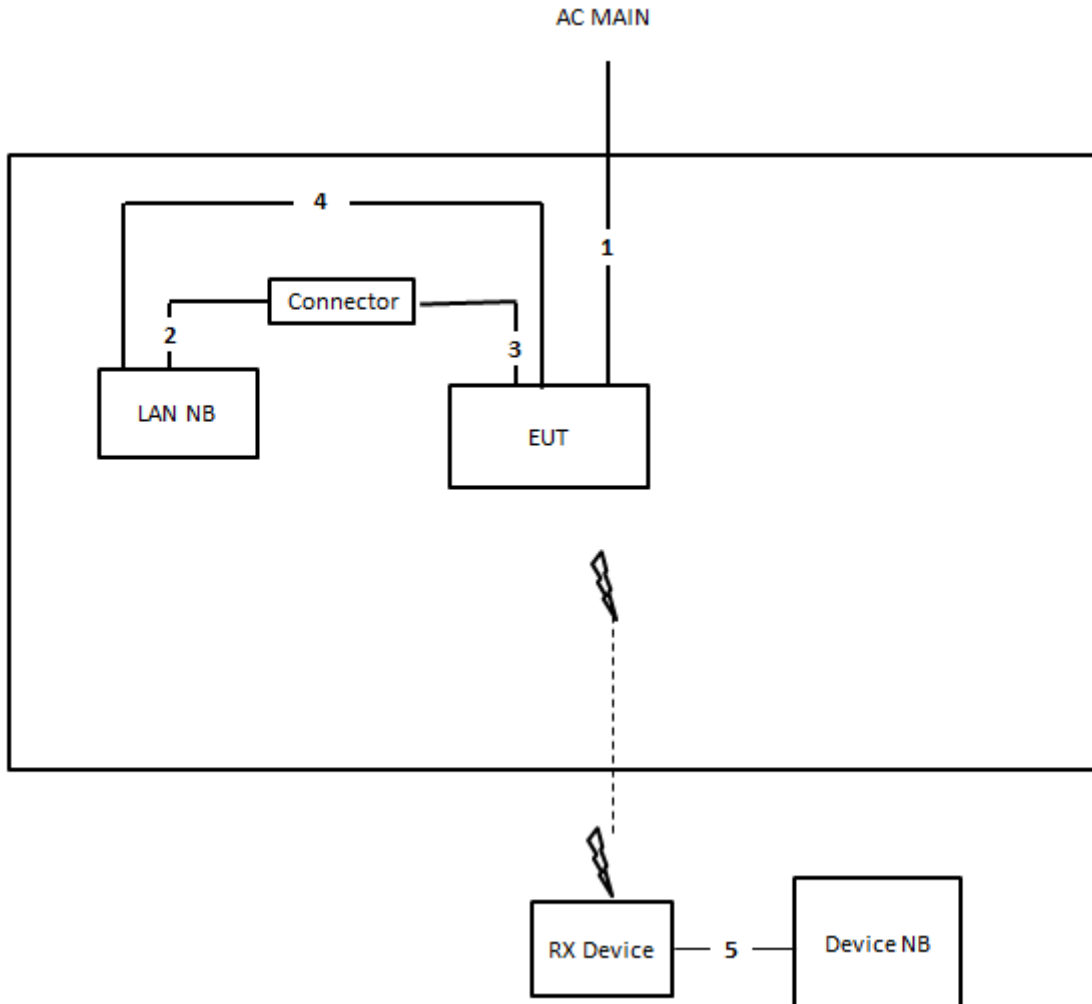 AC MAIN
4
1
Connector
2
3
LAN NB
EUT
RX Device
5
Device NB